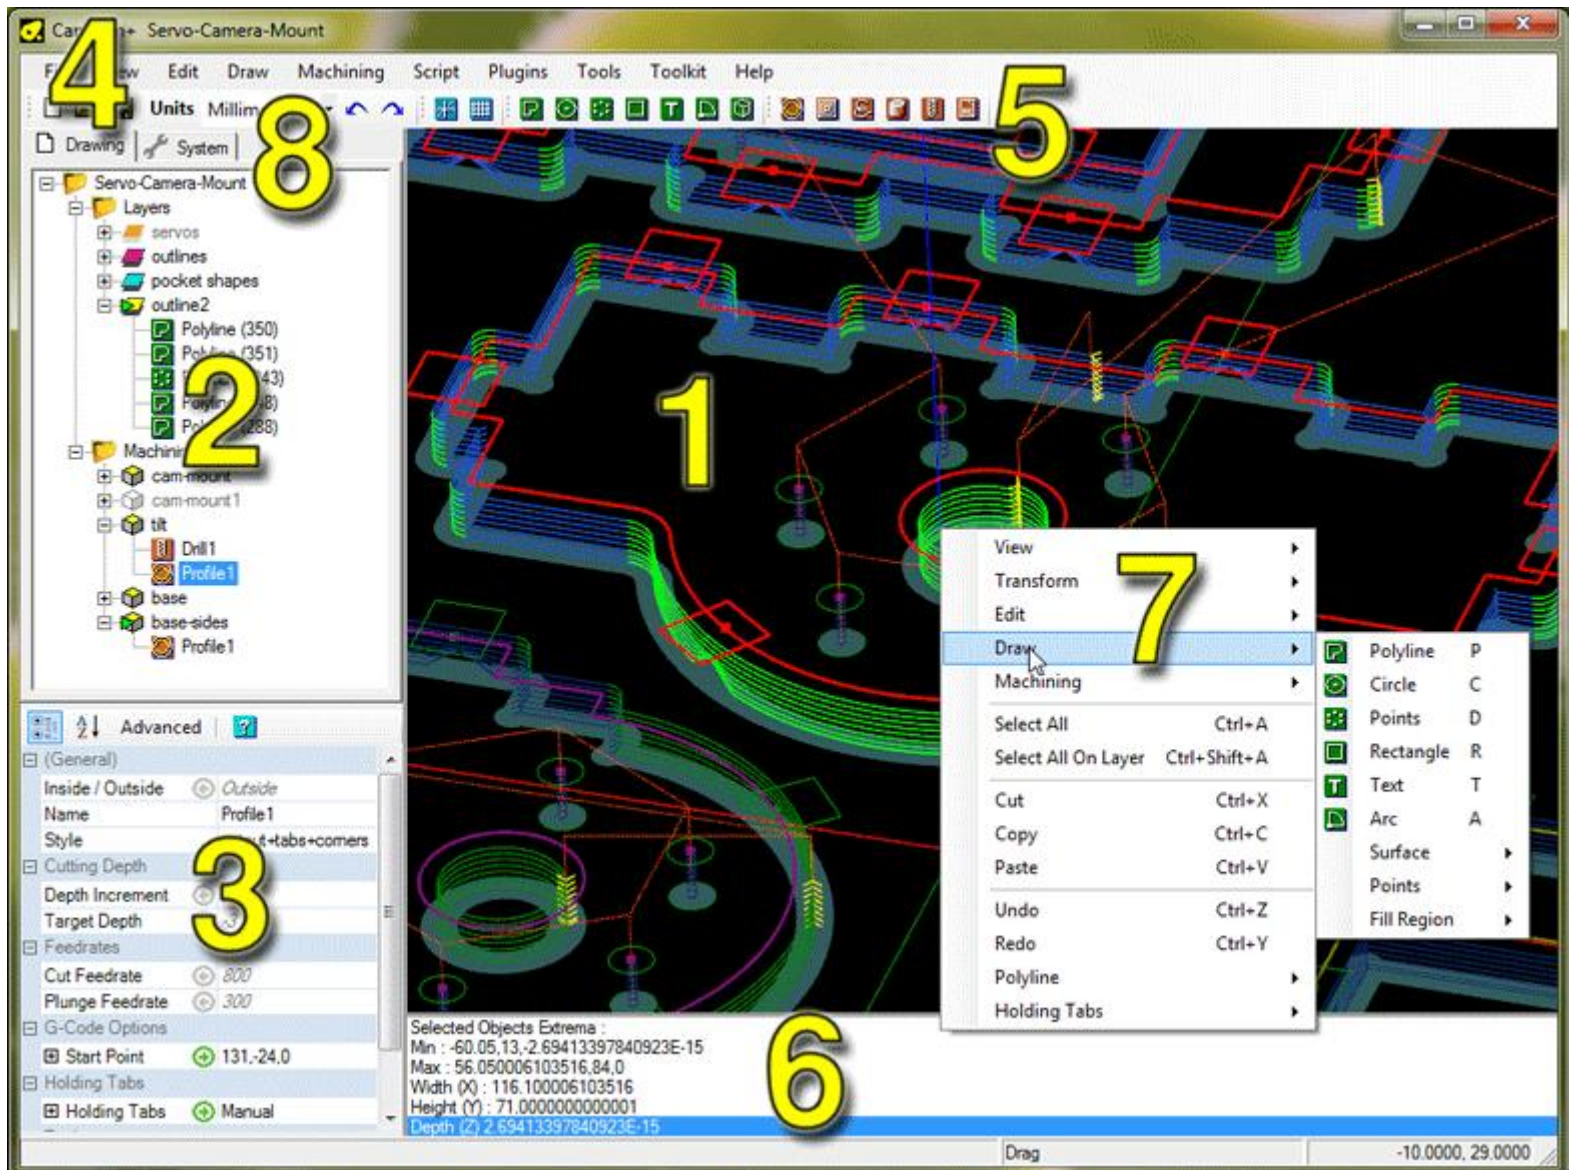 Servo-Camera-Mount
4
Edit Draw Machining Script Plugins Tools Toolkit Help
5
Units
8
Drawing System
Servo-Camera-Mount
Layers
servos
outlines
pocket shapes
outline2
Polyline (350)
(351)
2
1
288)
cam-mount
cam-mount1
tilt
Drill1
Profile1
base
base-sides
Profile1
View
7
Transform
Edit
Draw
Machining
Select All Ctrl+A
Select All On Layer Ctrl+Shift+A
Cut Ctrl+X
Copy Ctrl+C
Paste Ctrl+V
Undo Ctrl+Z
Redo Ctrl+Y
Polyline
Holding Tabs
Polyline P
Circle C
Points D
Rectangle R
Text T
Arc A
Surface
Points
Fill Region
Advanced
(General)
Inside / Outside Outside
Name Profile1
Style
3
Cutting Depth
Depth Increment
Target Depth
Feedrates
Cut Feedrate 800
Plunge Feedrate 300
G-Code Options
Start Point 131,-24,0
Holding Tabs
Holding Tabs Manual
Selected Objects Extrema :
6
Min : -60.05,13,-2.69413397840923E-15
Max : 56.050006103516,84,0
Width (X) : 116.100006103516
Height (Y) : 71.0000000000001
Depth (Z) 2.69413397840923E-15
Drag -10.0000, 29.0000